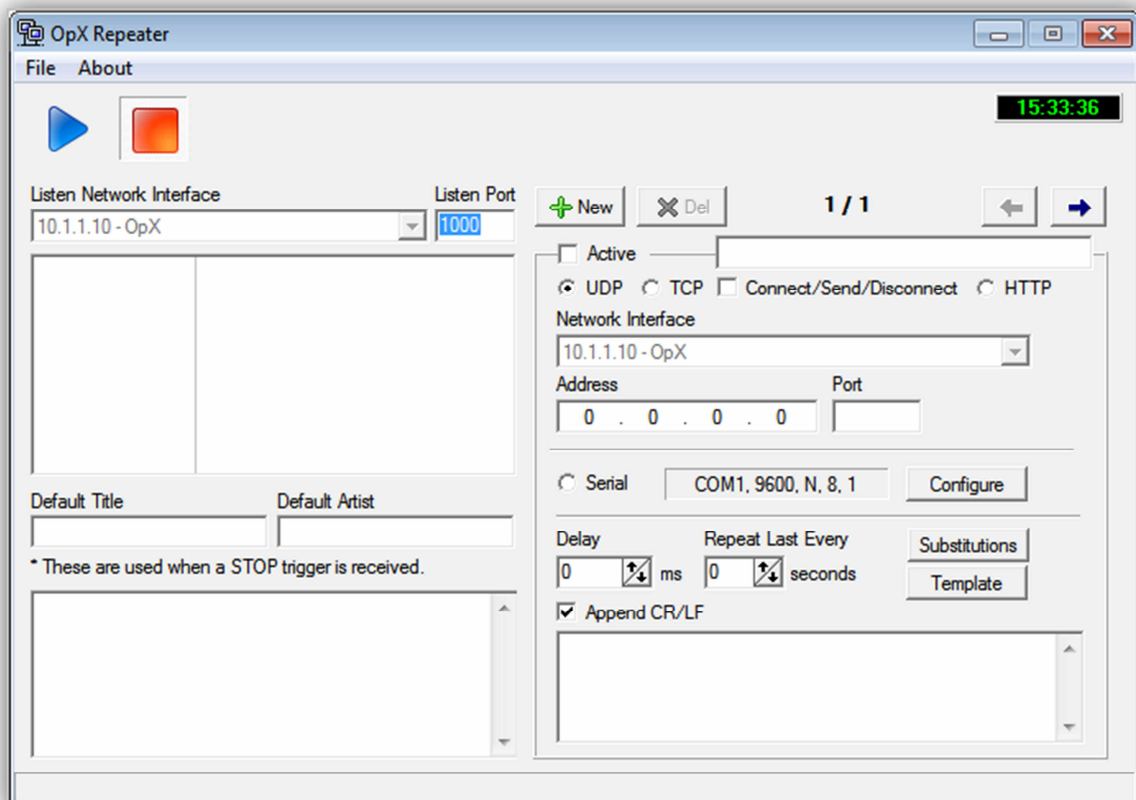 OpX Repeater
File About
15:33:36
Listen Network Interface Listen Port
10.1.1.10 - OpX 1000
New Del 1 / 1
Active
UDP TCP Connect/Send/Disconnect HTTP
Network Interface
10.1.1.10 - OpX
Address Port
0 . 0 . 0 . 0
Serial COM1, 9600, N, 8, 1 Configure
Default Title Default Artist
* These are used when a STOP trigger is received.
Delay Repeat Last Every Substitutions
0 ms 0 seconds Template
Append CR/LF